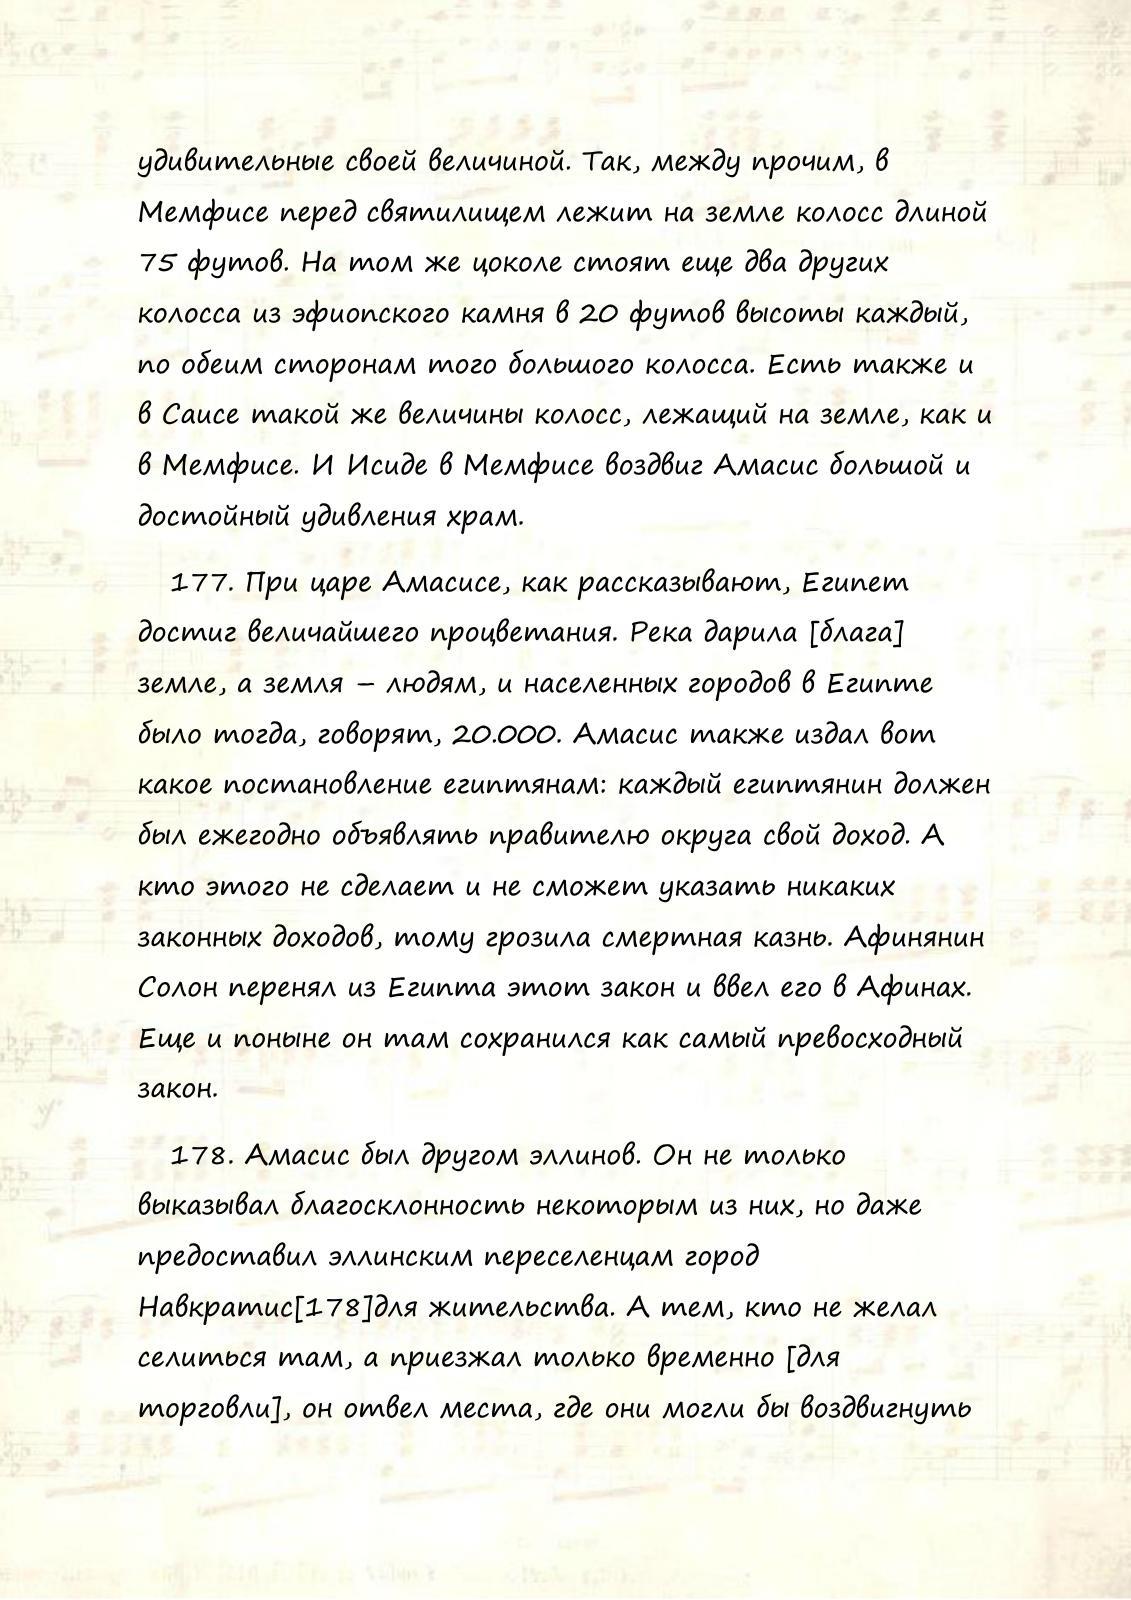 удивительные своей величиной. Так, между прочим, в
Мемфисе перед святилищем лежит на земле колосс длиной
75 футов. На том же цоколе стоят еще два других
колосса из эфиопского камня в 20 футов высоты каждый,
по обеим сторонам того большого колосса. Есть также и
в Саисе такой же величины колосс, лежащий на земле, как и
в Мемфисе. И Исиде в Мемфисе воздвиг Амасис большой и
достойный удивления храм.
177. При царе Амасисе, как рассказывают, Египет
достиг величайшего процветания. Река дарила [блага]
земле, а земля – людям, и населенных городов в Египте
было тогда, говорят, 20.000. Амасис также издал вот
какое постановление египтянам: каждый египтянин должен
был ежегодно объявлять правителю округа свой доход. А
кто этого не сделает и не сможет указать никаких
законных доходов, тому грозила смертная казнь. Афинянин
Солон перенял из Египта этот закон и ввел его в Афинах.
Еще и поныне он там сохранился как самый превосходный
закон.
178. Амасис был другом эллинов. Он не только
выказывал благосклонность некоторым из них, но даже
предоставил эллинским переселенцам город
Навкратис[178]для жительства. А тем, кто не желал
селиться там, а приезжал только временно [для
торговли], он отвел места, где они могли бы воздвигнуть